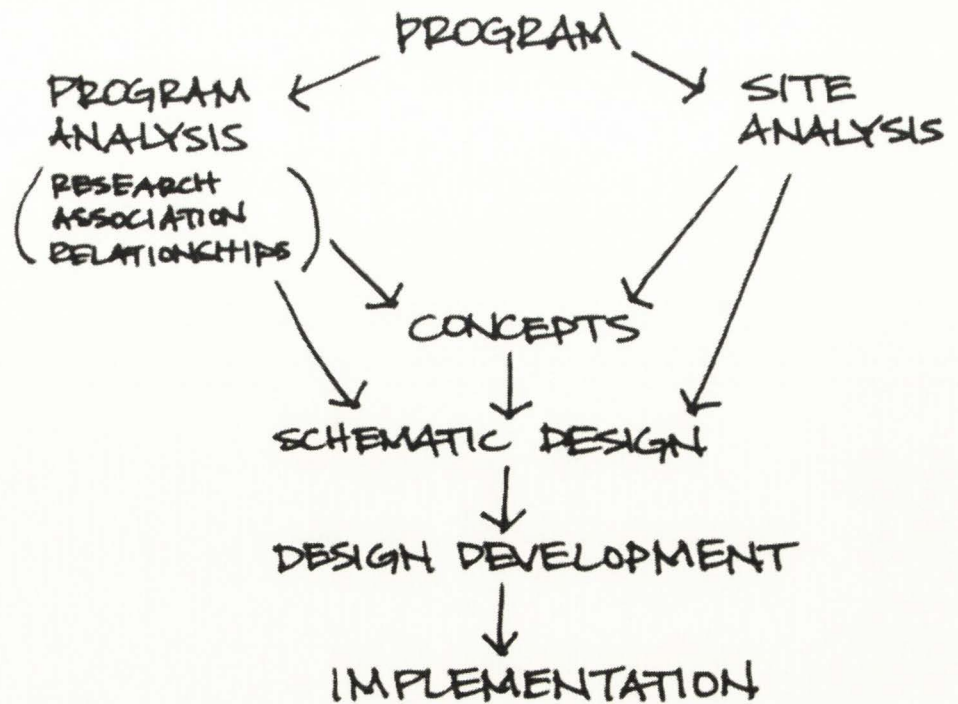 PROGRAM
PROGRAM
ANALYSIS
(RESEARCH
ASSOCIATION
RELATIONSHIPS)
SITE
ANALYSIS
CONCEPTS
SCHEMATIC DESIGN
DESIGN DEVELOPMENT
IMPLEMENTATION